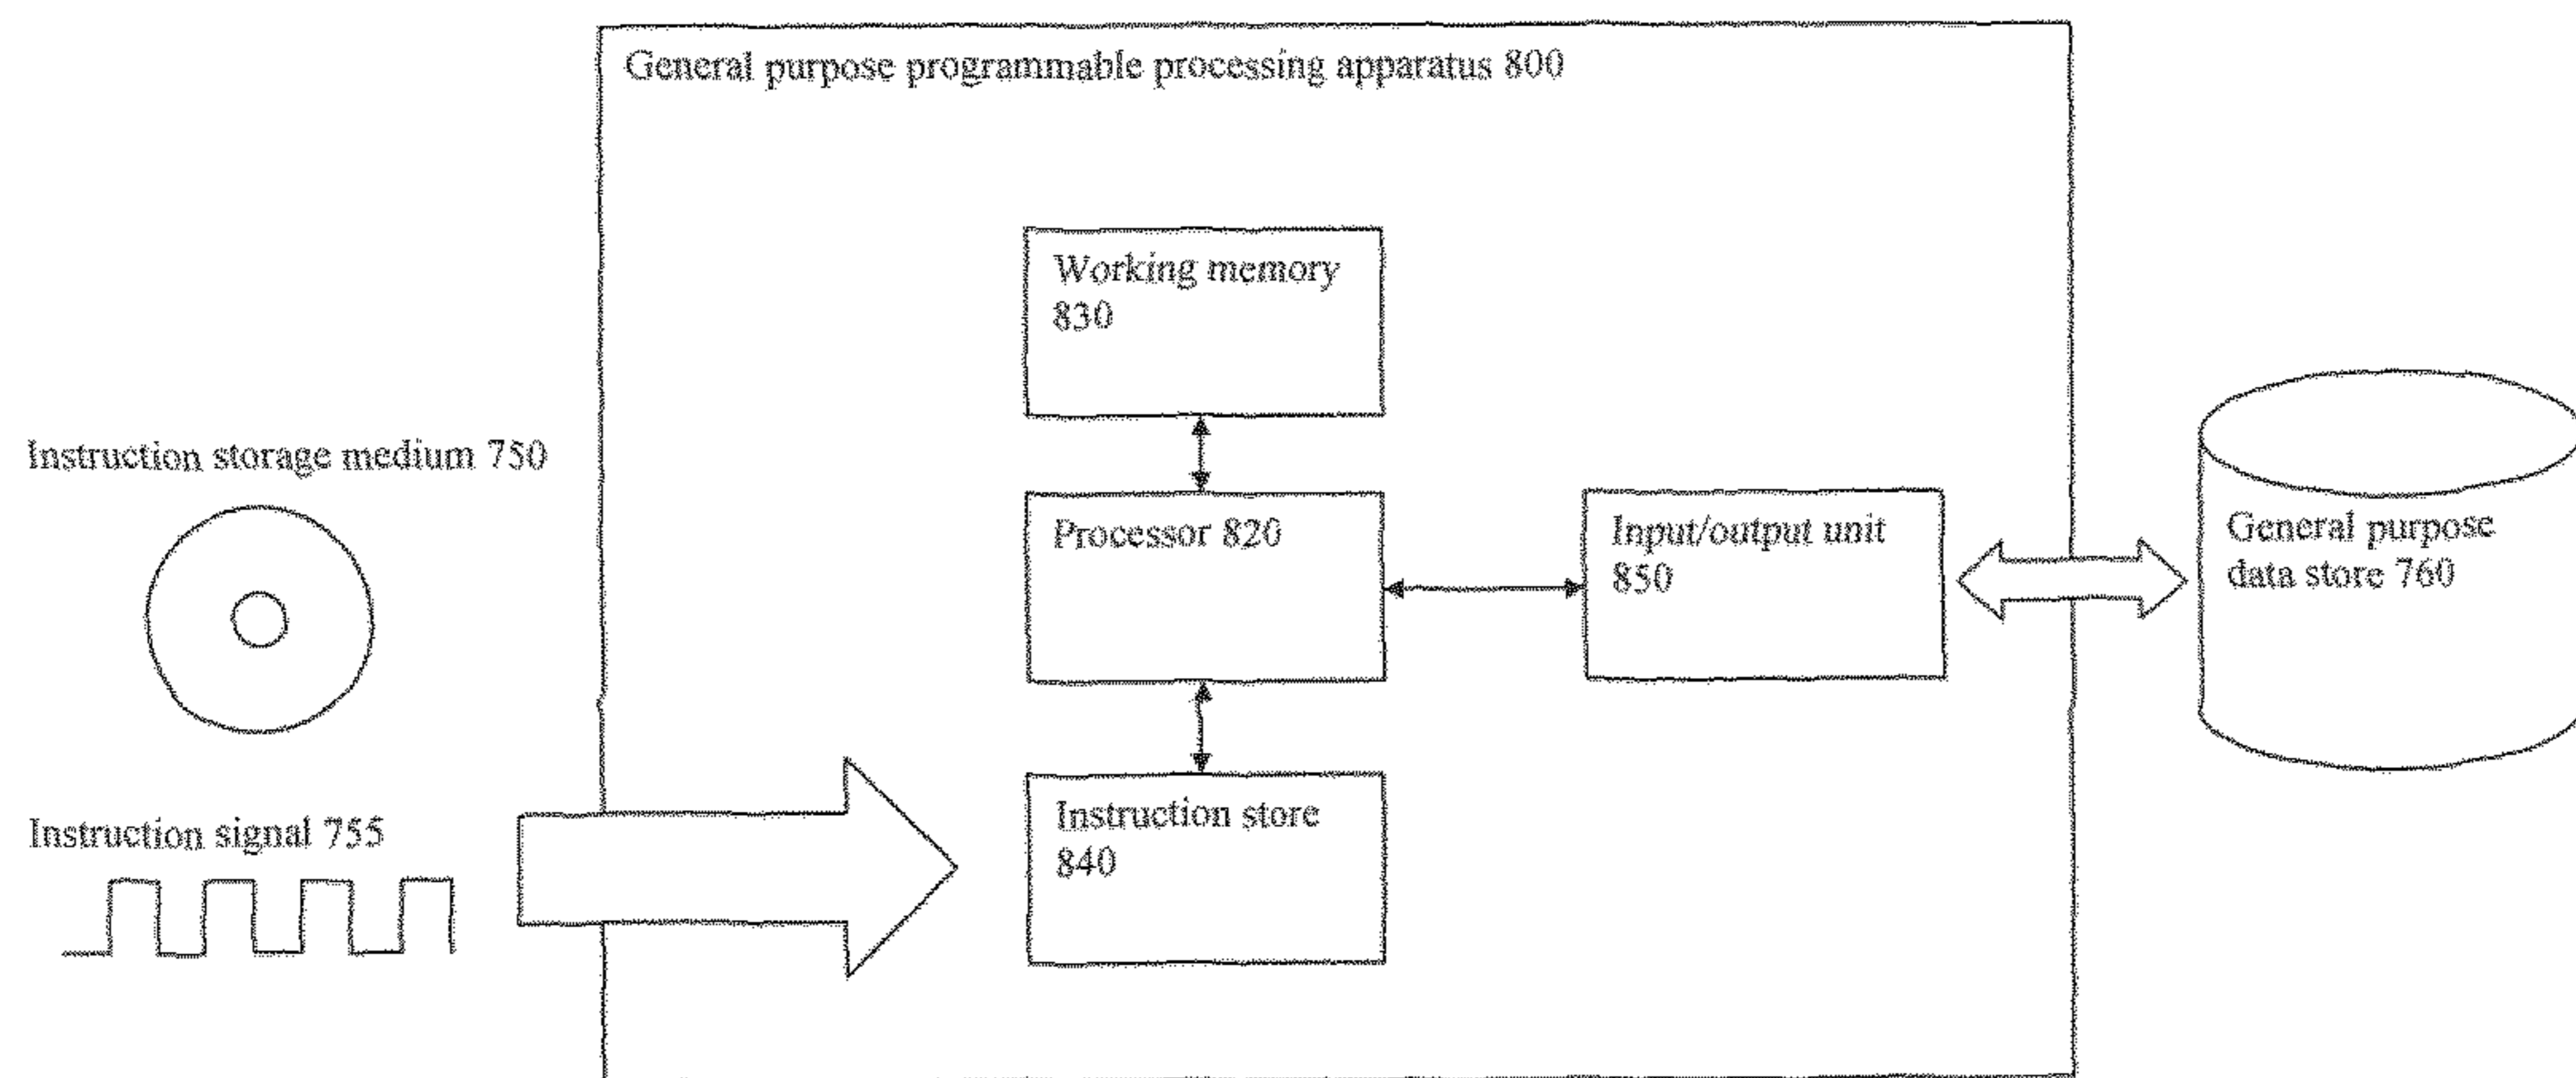 General purpose programmable processing apparatus 800
Working memory
830
Instruction storage medium 750
Processor 820
Input/output unit
850
General purpose
data store 760
Instruction signal 755
Instruction store
840